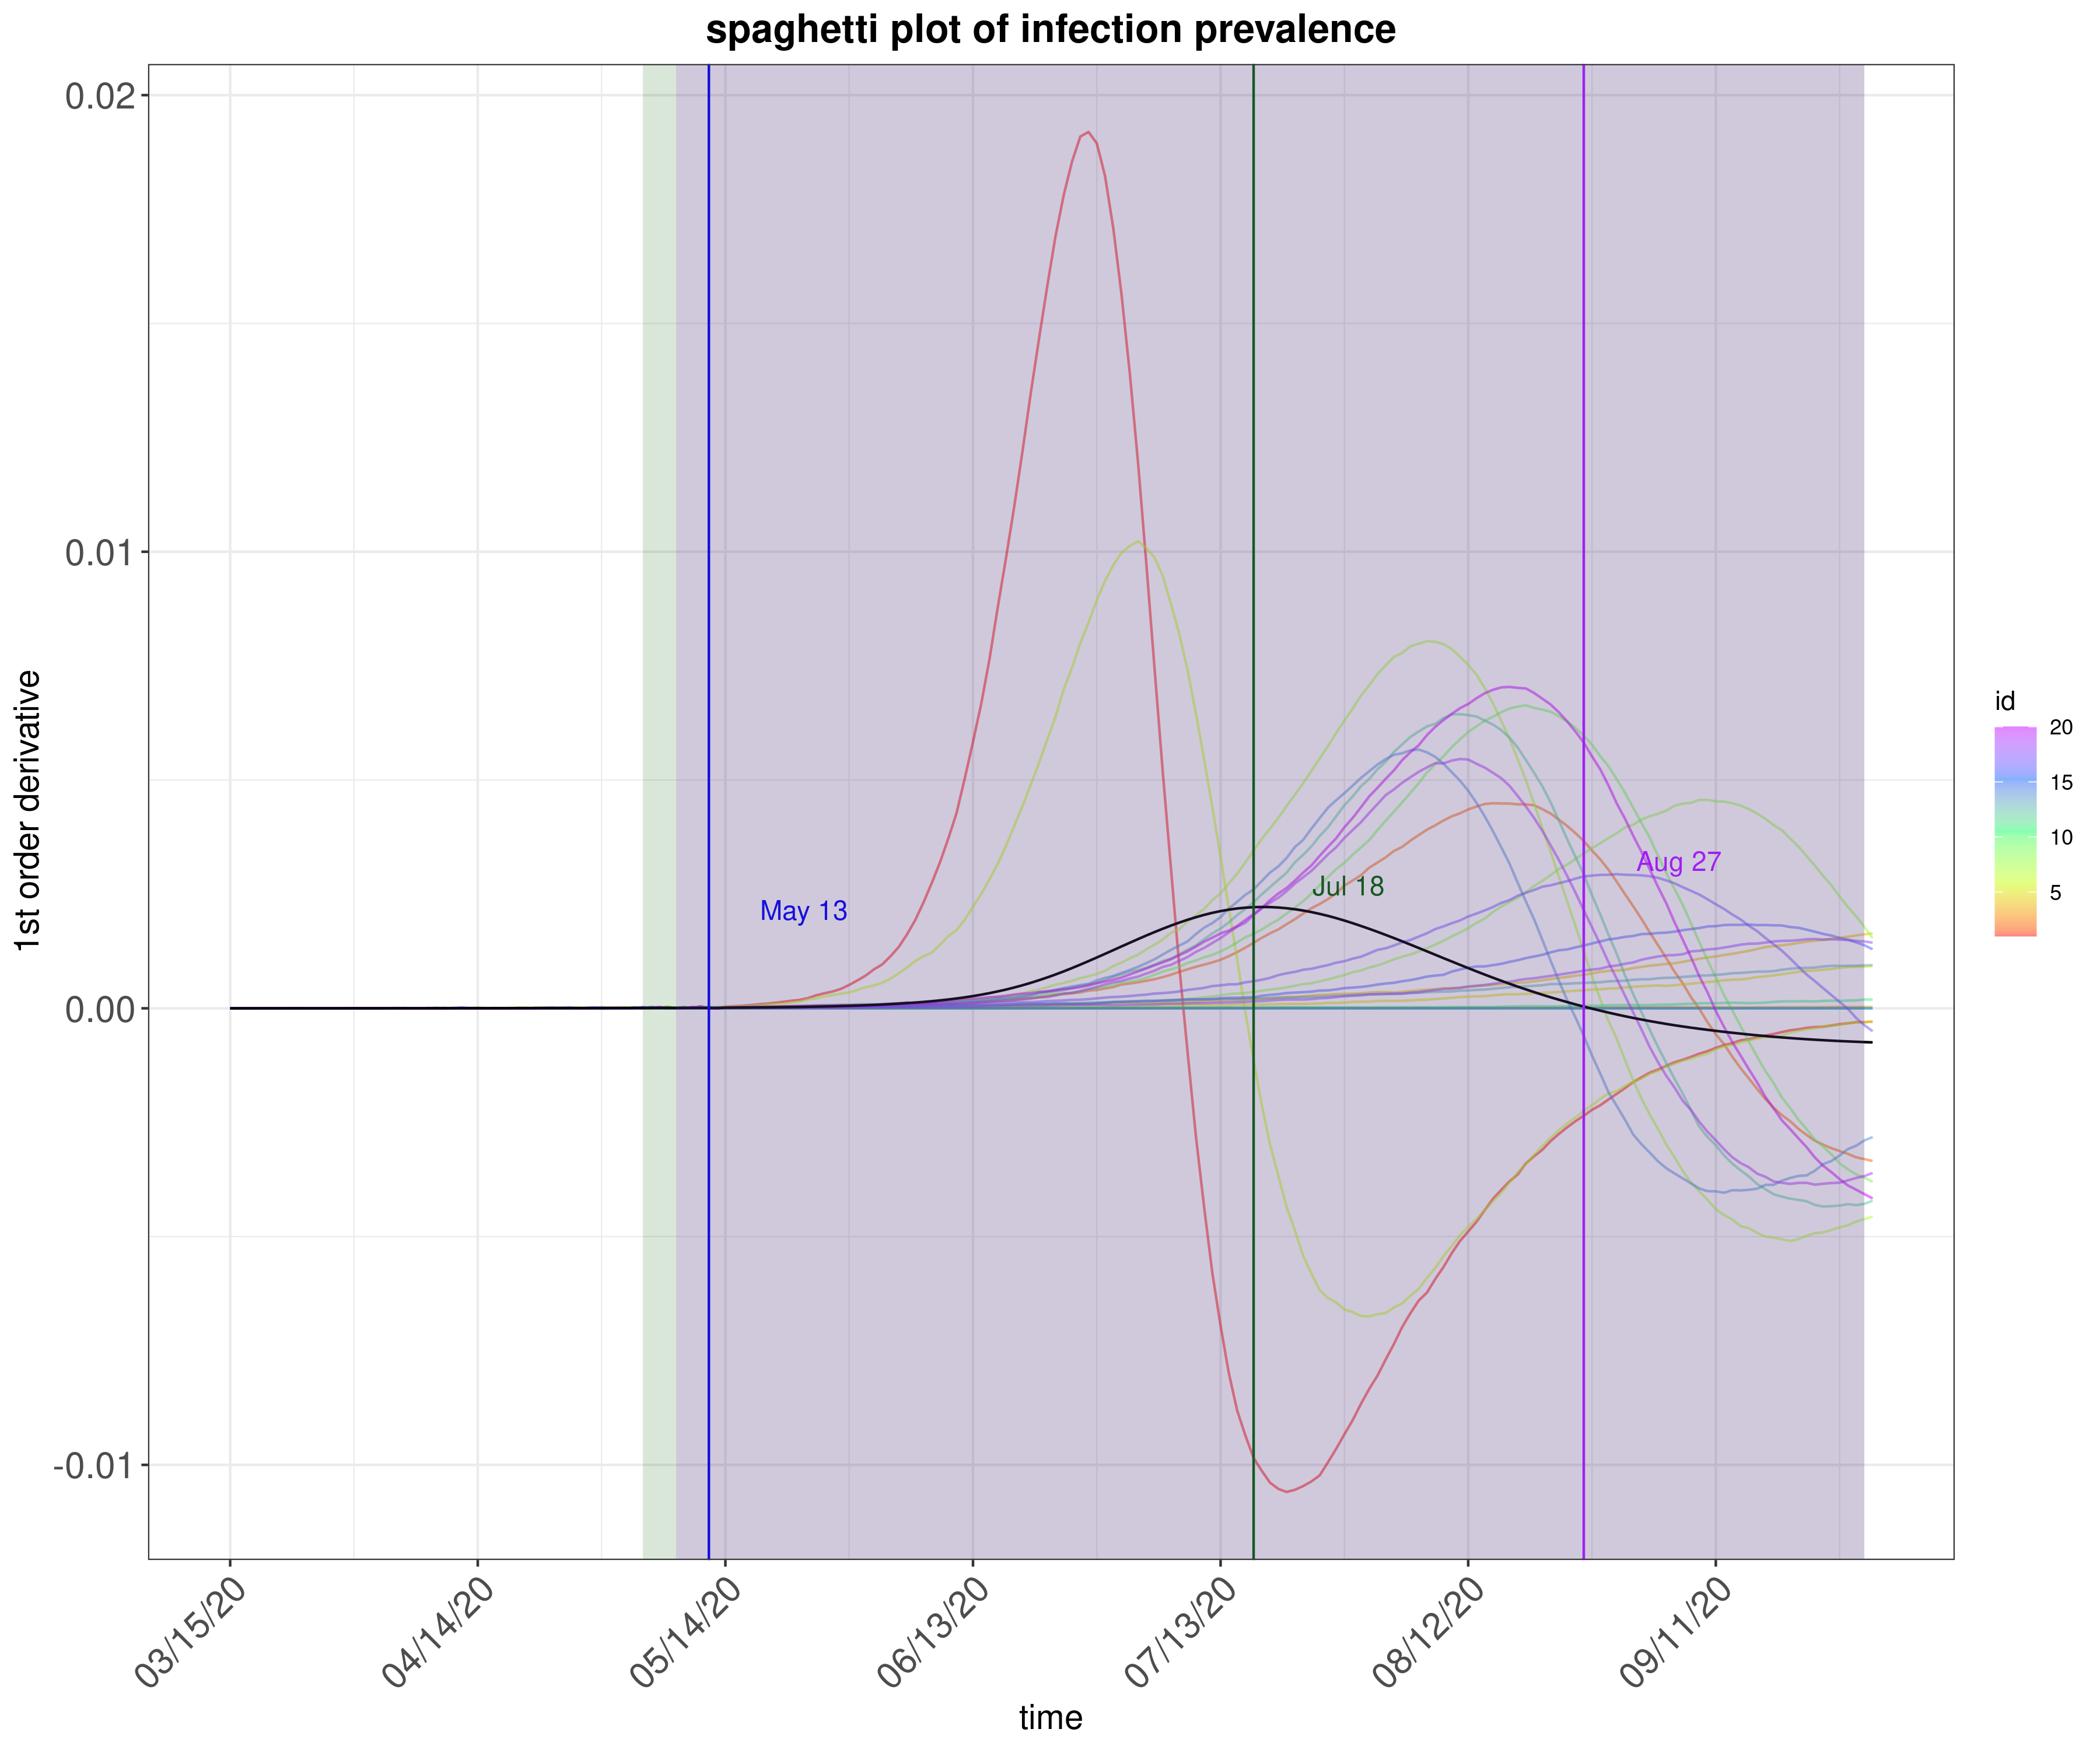 spaghetti plot of infection prevalence
1st order derivative
0.02
0.01
0.00
-0.01
May 13
Jul 18
Aug 27
03/15/20
04/14/20
05/14/20
06/13/20
07/13/20
08/12/20
09/11/20
time
id
20
15
10
5